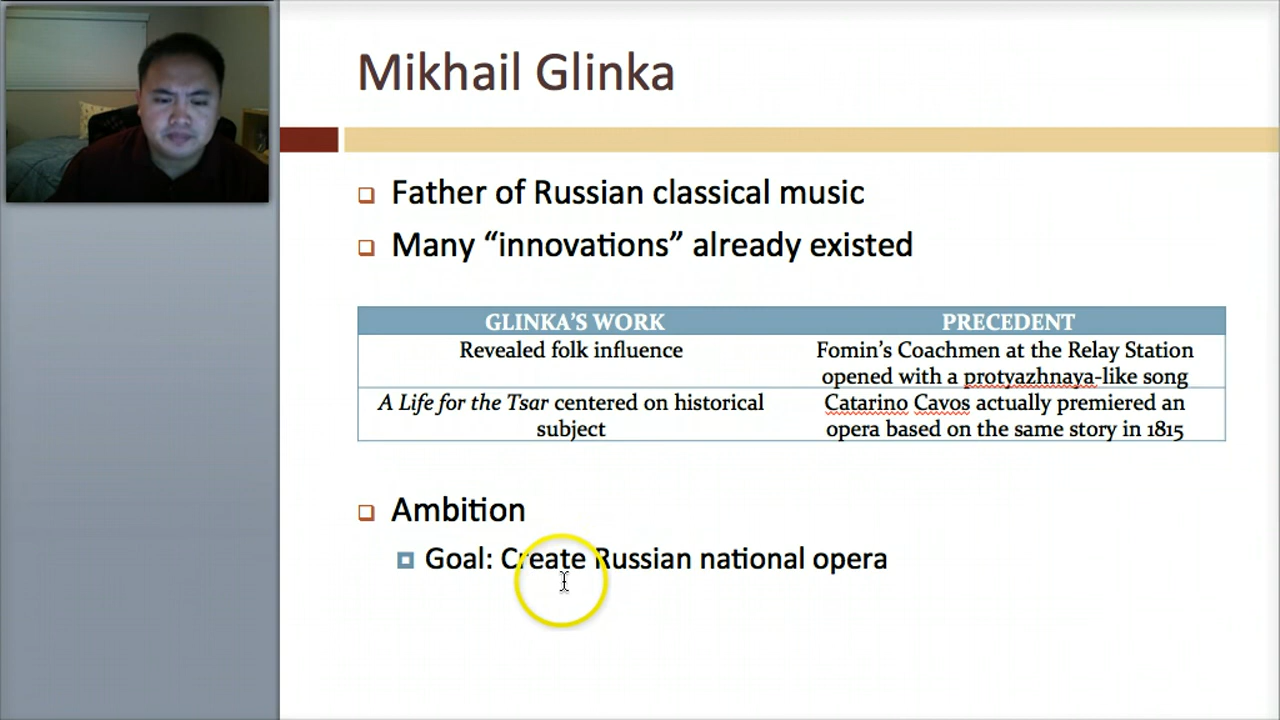 Mikhail Glinka
Father of Russian classical music
Many “innovations” already existed
GLINKA’S WORK PRECEDENT
Revealed folk influence
Fomin’s Coachmen at the Relay Station
opened with a protyazhnaya-like song
A Life for the Tsar centered on historical
subject
Catarino Cavos actually premiered an
opera based on the same story in 1815
Ambition
Goal: Create Russian national opera